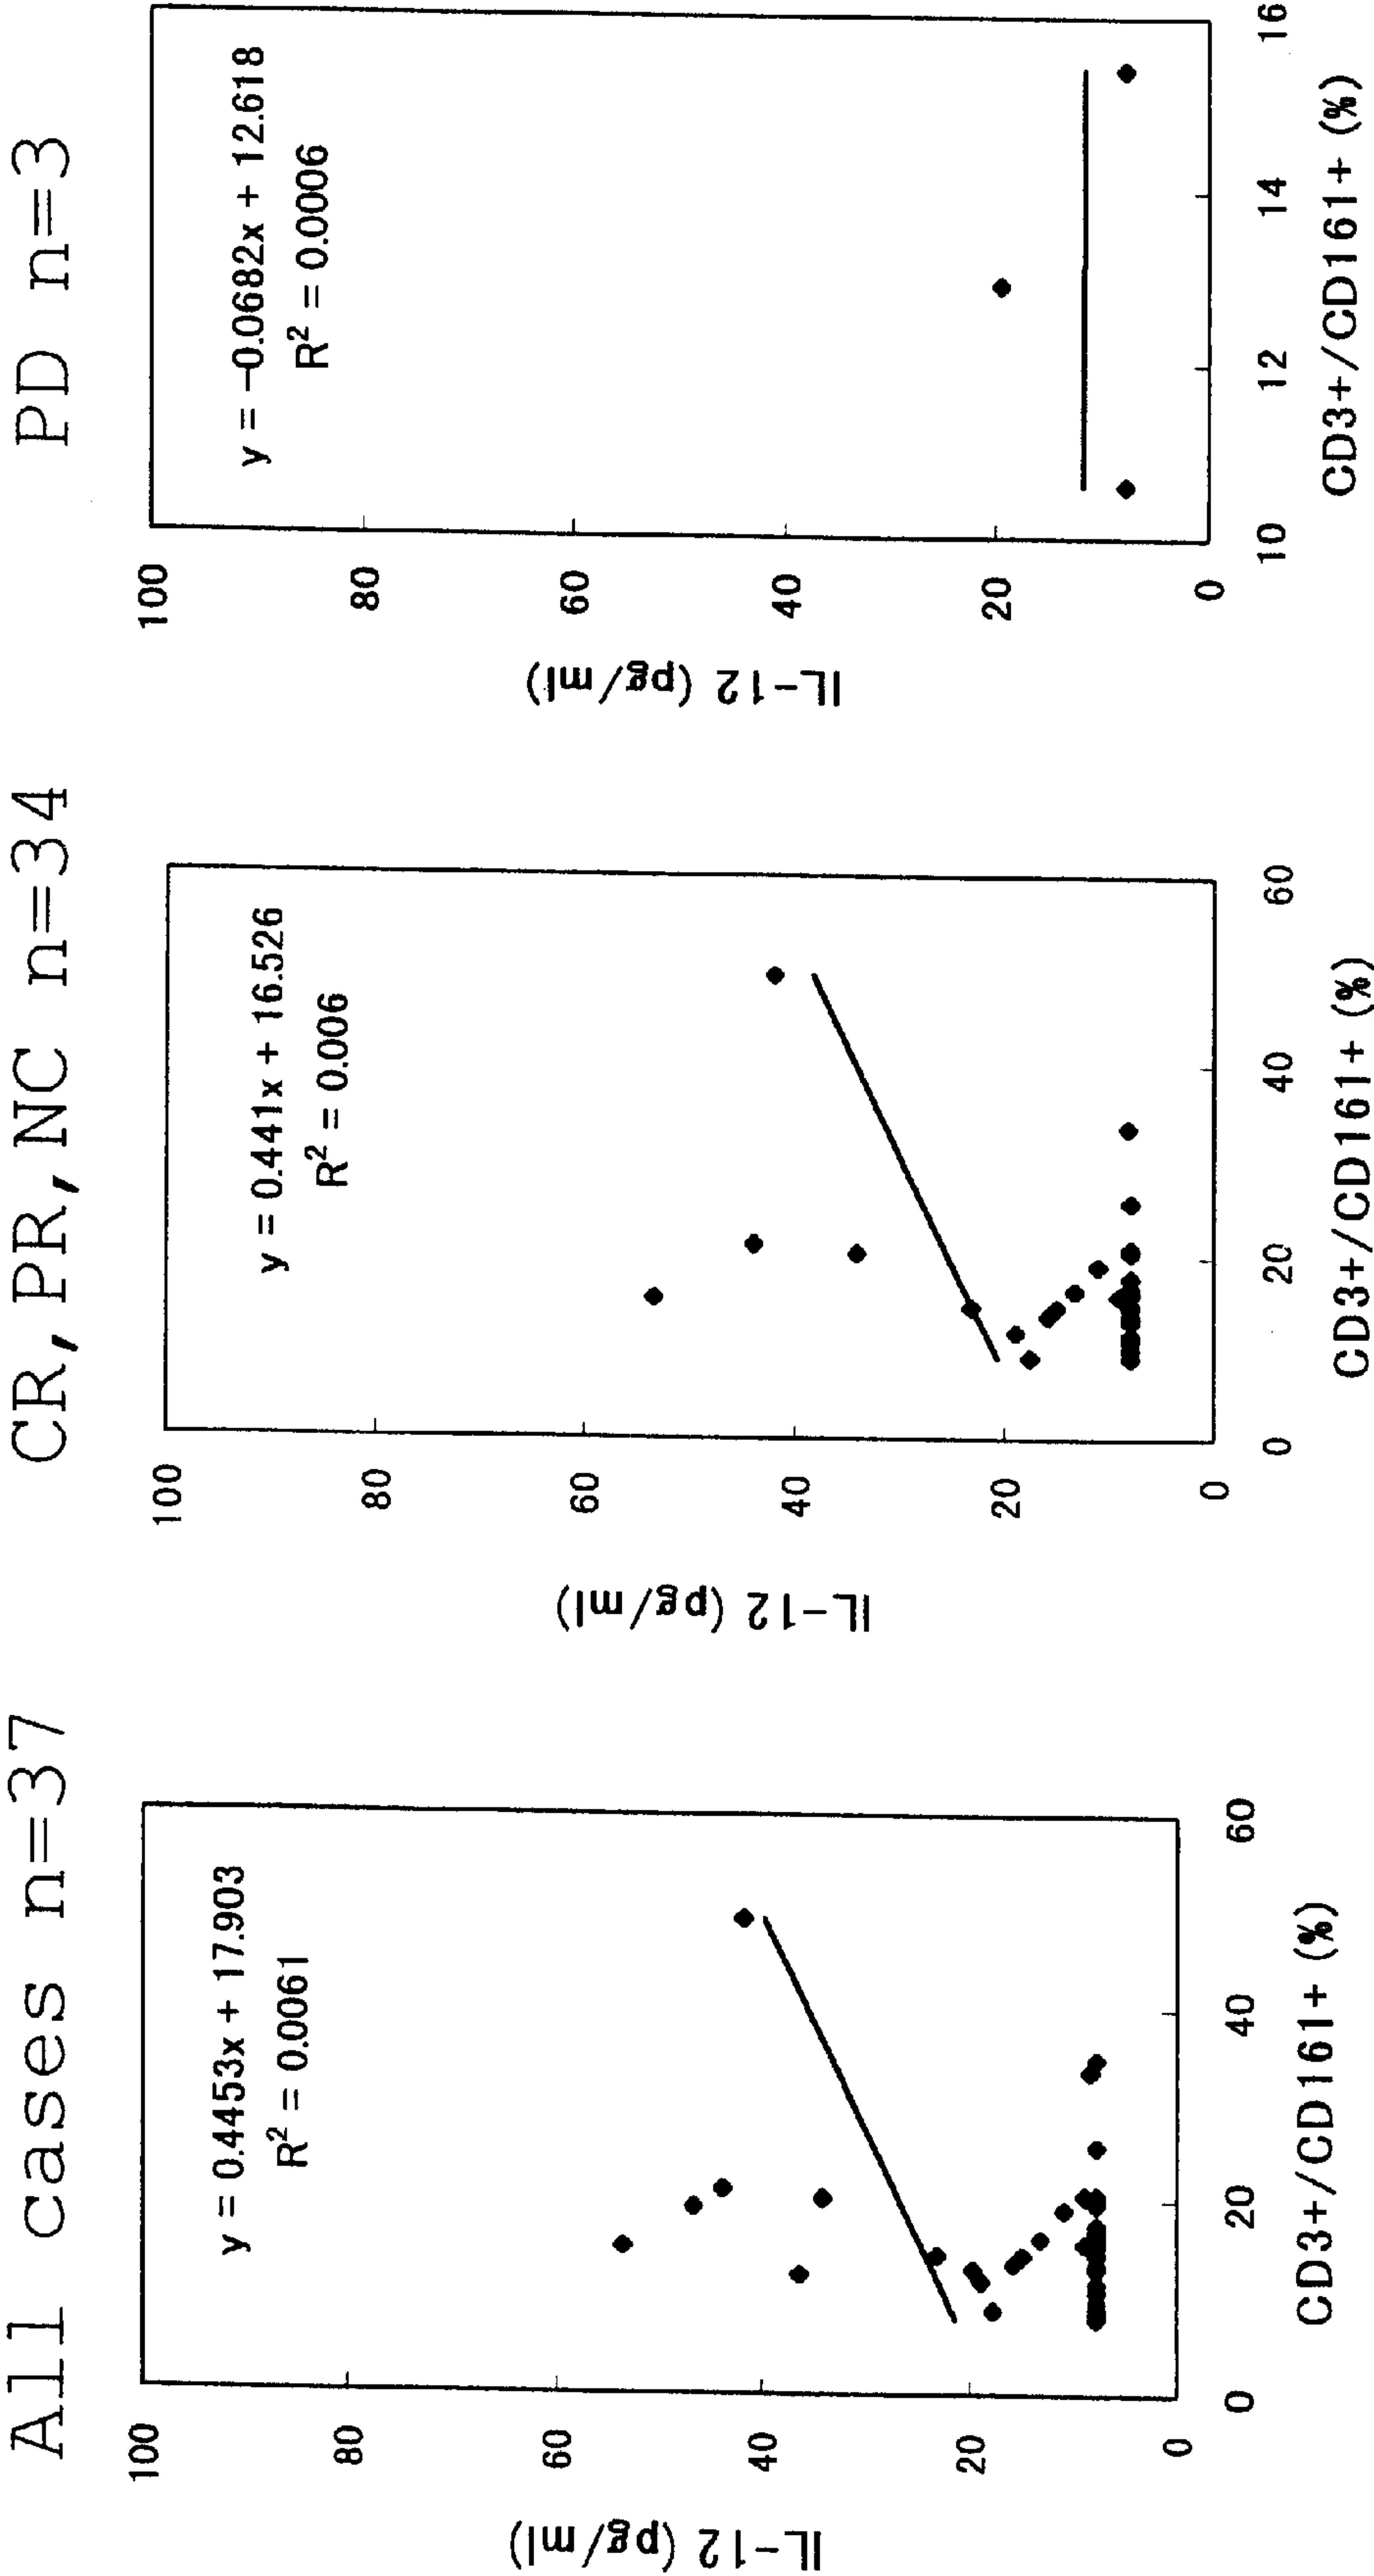 All cases n=37
y = 0.4453x + 17.903
R² = 0.0061
100
80
60
40
20
0
IL-12 (pg/ml)
0
20
40
60
CD3+/CD161+ (%)
CR,PR,NC n=34
y = 0.441x + 16.526
R² = 0.006
100
80
60
40
20
0
IL-12 (pg/ml)
0
20
40
60
CD3+/CD161+ (%)
PD n=3
y = -0.0682x + 12.618
R² = 0.0006
100
80
60
40
20
0
IL-12 (pg/ml)
10
12
14
16
CD3+/CD161+ (%)